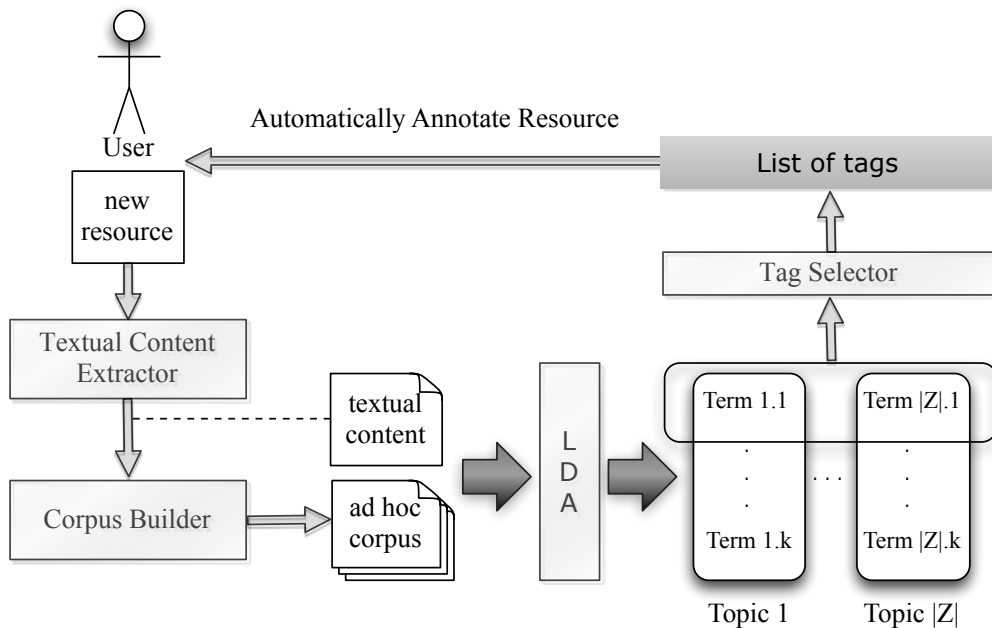 User
Automatically Annotate Resource
List of tags
new
resource
Tag Selector
Textual Content
Extractor
textual
content
L
D
A
Term 1.1
Term |Z|.1
.
.
.
. . .
.
.
.
Corpus Builder
ad hoc
corpus
Term 1.k
Term |Z|.k
Topic 1
Topic |Z|